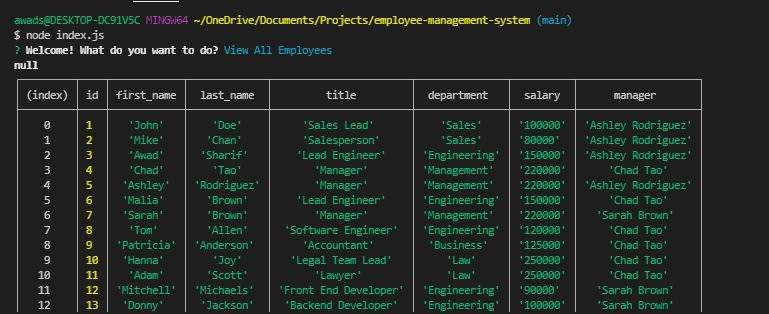 awads@DESKTOP-DC91V5C MINGW64 ~/OneDrive/Documents/Projects/employee-management-system (main)
$ node index.js
? Welcome! What do you want to do? View All Employees
null
(index) id first_name last_name title department salary manager
0 1 'John' 'Doe' 'Sales Lead' 'Sales' '100000' 'Ashley Rodriguez'
1 2 'Mike' 'Chan' 'Salesperson' 'Sales' '80000' 'Ashley Rodriguez'
2 3 'Awad' 'Sharif' 'Lead Engineer' 'Engineering' '150000' 'Ashley Rodriguez'
3 4 'Chad' 'Tao' 'Manager' 'Management' '220000' 'Chad Tao'
4 5 'Ashley' 'Rodriguez' 'Manager' 'Management' '220000' 'Ashley Rodriguez'
5 6 'Malia' 'Brown' 'Lead Engineer' 'Engineering' '150000' 'Chad Tao'
6 7 'Sarah' 'Brown' 'Manager' 'Management' '220000' 'Sarah Brown'
7 8 'Tom' 'Allen' 'Software Engineer' 'Engineering' '120000' 'Chad Tao'
8 9 'Patricia' 'Anderson' 'Accountant' 'Business' '125000' 'Chad Tao'
9 10 'Hanna' 'Joy' 'Legal Team Lead' 'Law' '250000' 'Chad Tao'
10 11 'Adam' 'Scott' 'Lawyer' 'Law' '250000' 'Chad Tao'
11 12 'Mitchell' 'Michaels' 'Front End Developer' 'Engineering' '90000' 'Sarah Brown'
12 13 'Donny' 'Jackson' 'Backend Developer' 'Engineering' '100000' 'Sarah Brown'